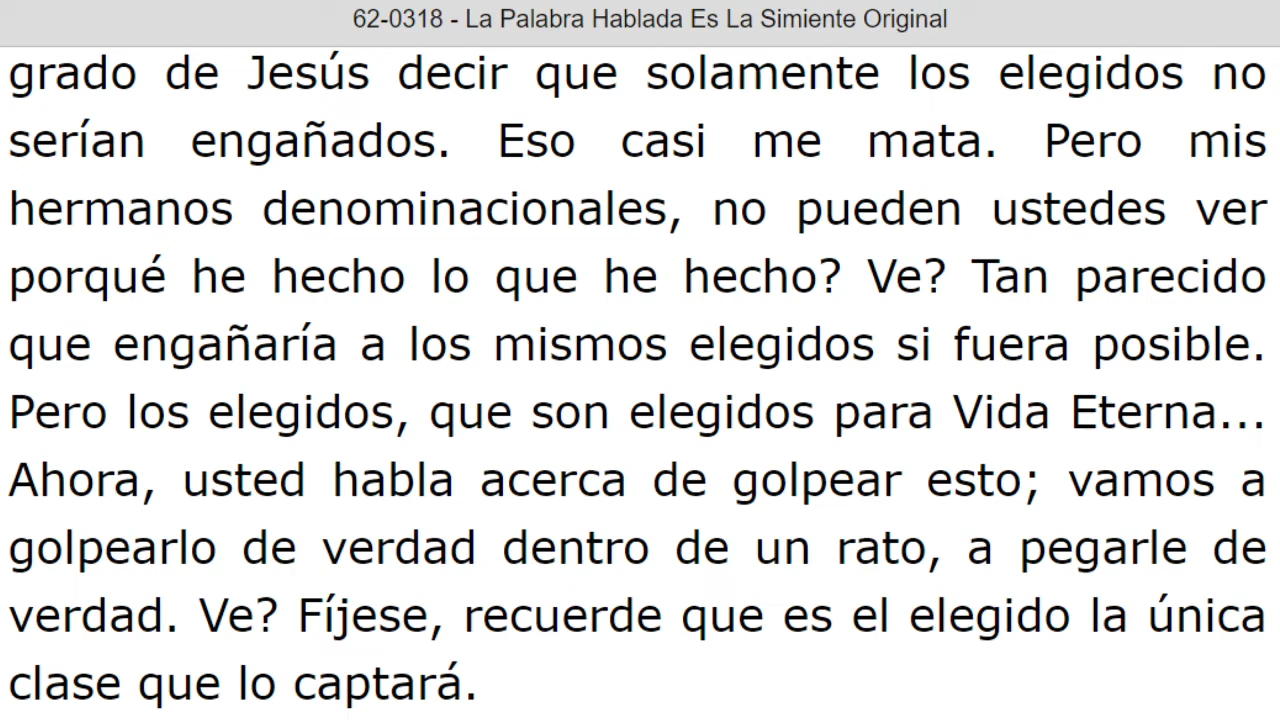 62-0318 - La Palabra Hablada Es La Simiente Original
grado de Jesús decir que solamente los elegidos no
serían engañados. Eso casi me mata. Pero mis
hermanos denominacionales, no pueden ustedes ver
porqué he hecho lo que he hecho? Ve? Tan parecido
que engañaría a los mismos elegidos si fuera posible.
Pero los elegidos, que son elegidos para Vida Eterna...
Ahora, usted habla acerca de golpear esto; vamos a
golpearlo de verdad dentro de un rato, a pegarle de
verdad. Ve? Fíjese, recuerde que es el elegido la única
clase que lo captará.